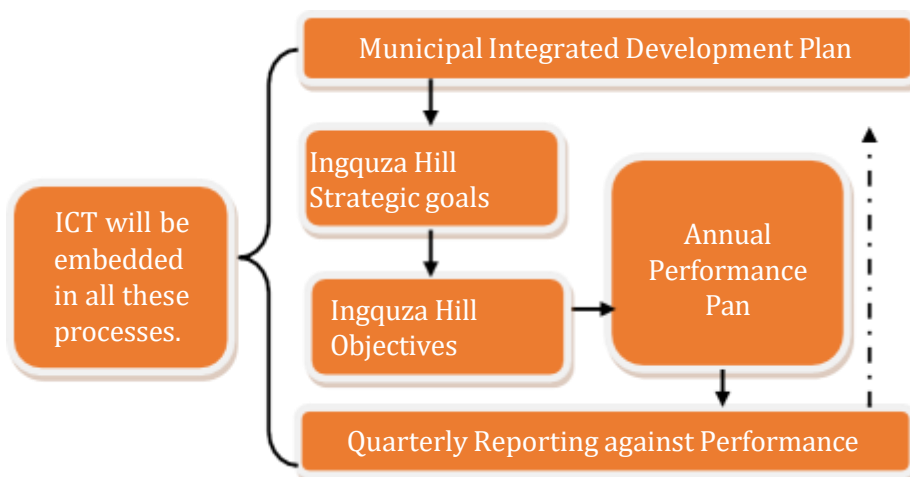 Municipal Integrated Development Plan
Ingquza Hill
Strategic goals
ICT will be
embedded
in all these
processes.
Annual
Performance
Pan
Ingquza Hill
Objectives
Quarterly Reporting against Performance